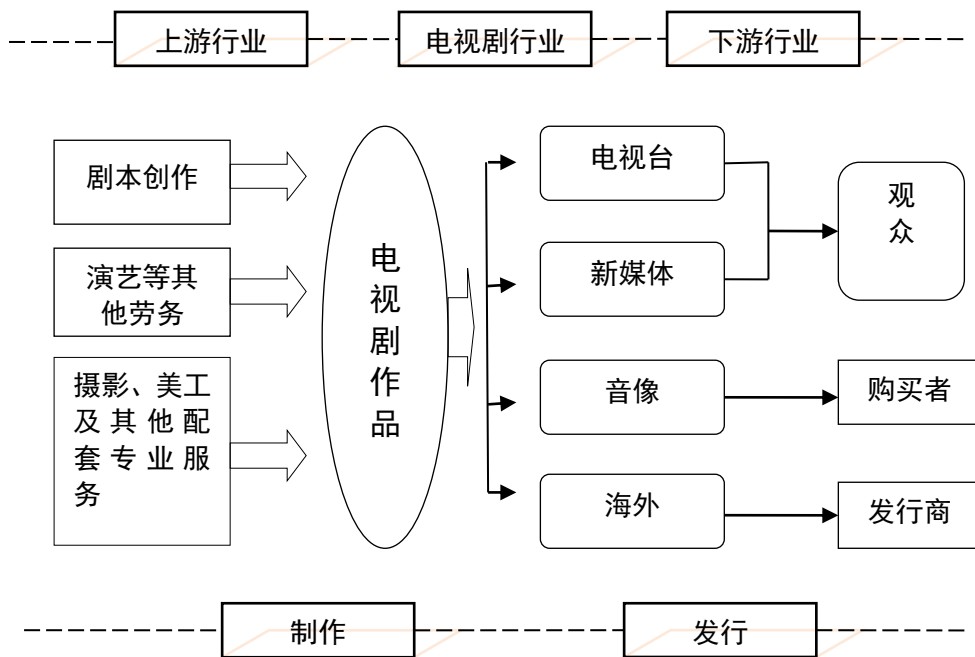 上游行业
电视剧行业
下游行业
剧本创作
演艺等其
他劳务
摄影、美工
及其他配
套专业服
务
电
视
剧
作
品
电视台
新媒体
音像
海外
观
众
购买者
发行商
制作
发行